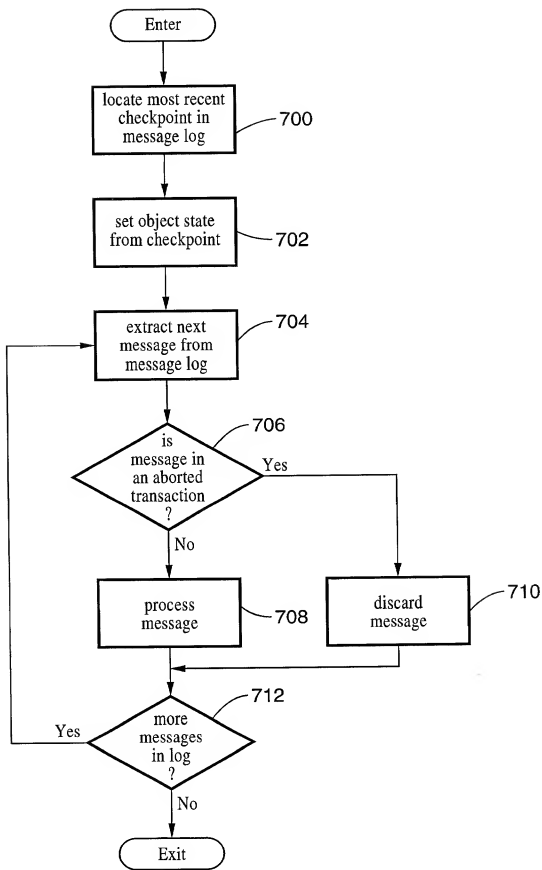 Enter
locate most recent
checkpoint in
message log
700
set object state
from checkpoint
702
extract next
message from
message log
704
706
is
message in
an aborted
transaction
?
Yes
No
process
message
708
discard
message
710
712
more
messages
in log
?
Yes
No
Exit